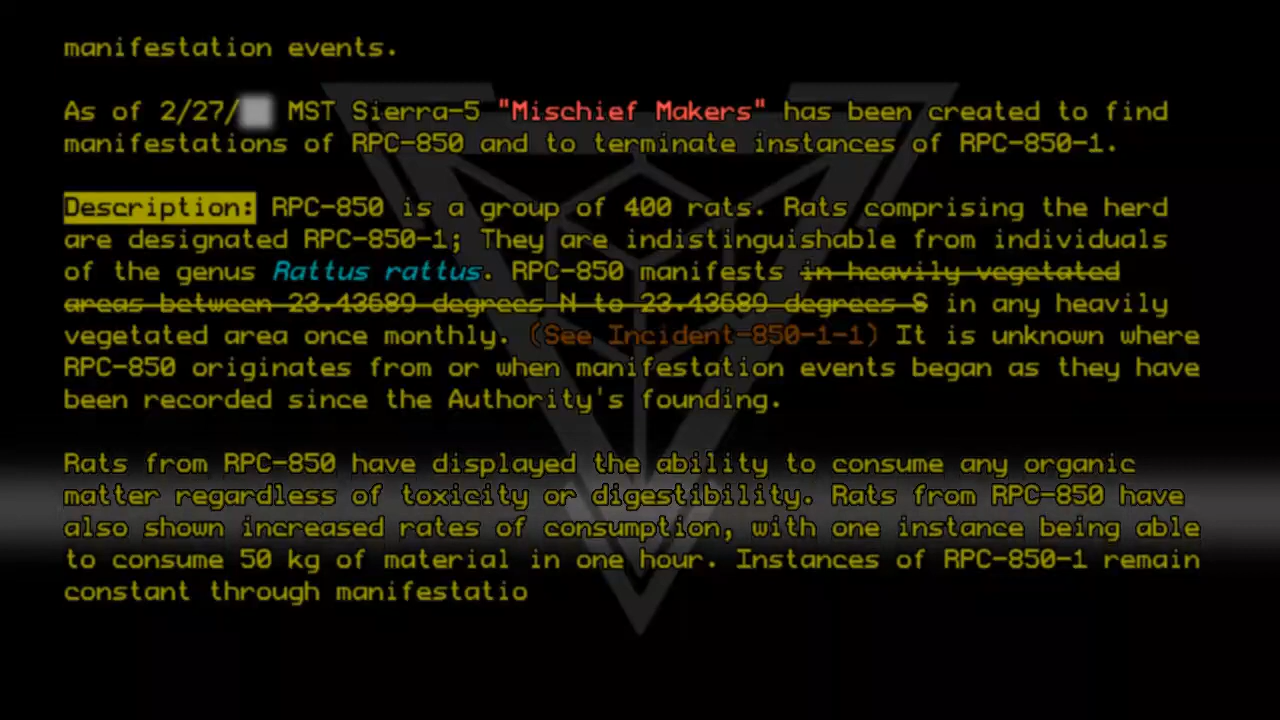 manifestation events.
As of 2/27/ MST Sierra-5 "Mischief Makers" has been created to find
manifestations of RPC-850 and to terminate instances of RPC-850-1.
Description: RPC-850 is a group of 400 rats. Rats comprising the herd
are designated RPC-850-1; They are indistinguishable from individuals
of the genus Rattus rattus. RPC-850 manifests in heavily vegetated
areas between 23.43689 degrees N to 23.43689 degrees S in any heavily
vegetated area once monthly. (See Incident-850-1-1) It is unknown where
RPC-850 originates from or when manifestation events began as they have
been recorded since the Authority's founding.
Rats from RPC-850 have displayed the ability to consume any organic
matter regardless of toxicity or digestibility. Rats from RPC-850 have
also shown increased rates of consumption, with one instance being able
to consume 50 kg of material in one hour. Instances of RPC-850-1 remain
constant through manifestatio